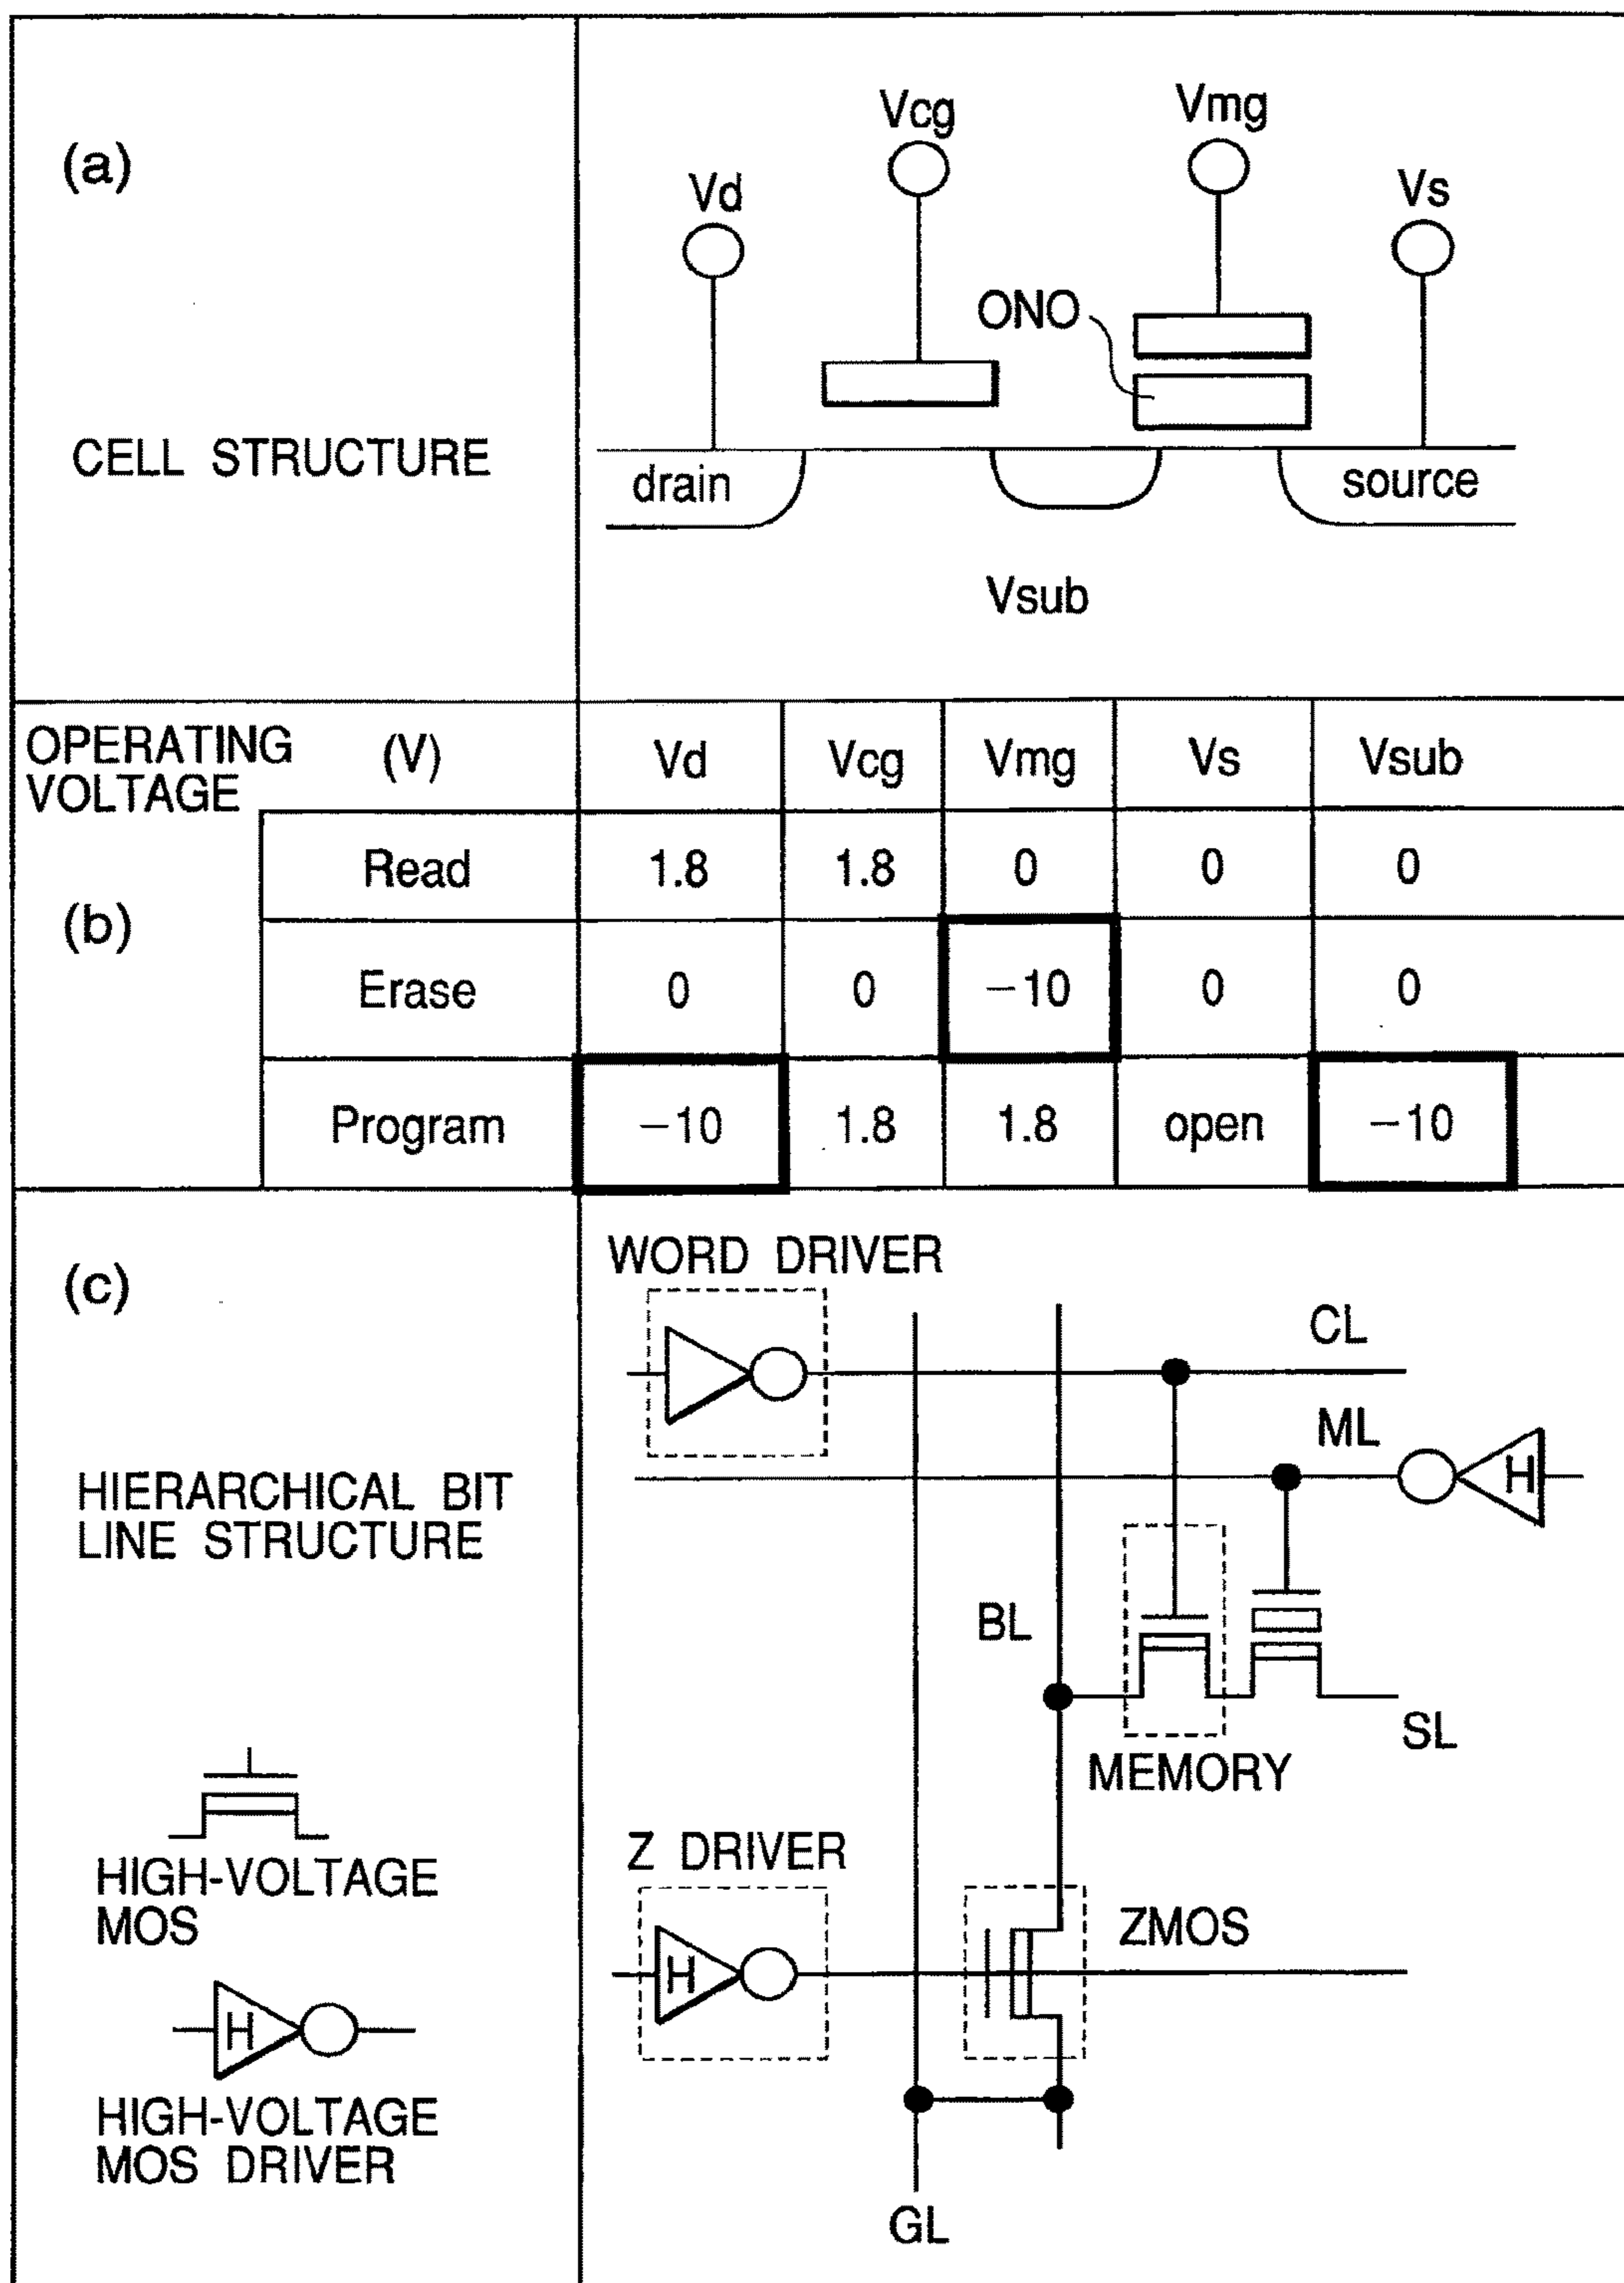 (a)
Vcg
Vmg
Vd
Vs
ONO
CELL STRUCTURE
drain
source
Vsub
OPERATING VOLTAGE (V) Vd Vcg Vmg Vs Vsub
Read 1.8 1.8 0 0 0
(b)
Erase 0 0 −10 0 0
Program −10 1.8 1.8 open −10
(c)
WORD DRIVER
CL
ML
H
HIERARCHICAL BIT
LINE STRUCTURE
BL
SL
MEMORY
HIGH-VOLTAGE
MOS
Z DRIVER
ZMOS
H
H
HIGH-VOLTAGE
MOS DRIVER
GL